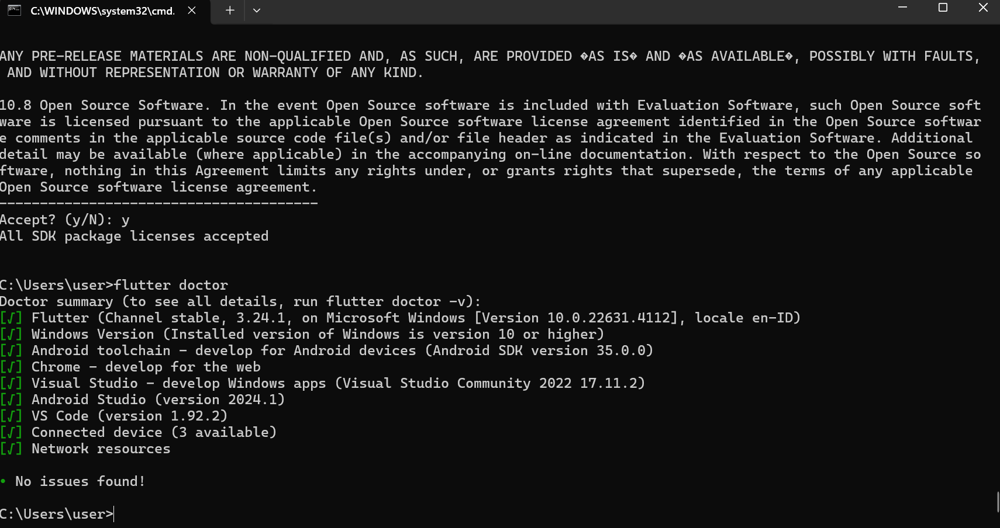 C:\WINDOWS\system32\cmd.
ANY PRE-RELEASE MATERIALS ARE NON-QUALIFIED AND, AS SUCH, ARE PROVIDED �AS IS� AND �AS AVAILABLE�, POSSIBLY WITH FAULTS,
 AND WITHOUT REPRESENTATION OR WARRANTY OF ANY KIND.
10.8 Open Source Software. In the event Open Source software is included with Evaluation Software, such Open Source soft
ware is licensed pursuant to the applicable Open Source software license agreement identified in the Open Source softwar
e comments in the applicable source code file(s) and/or file header as indicated in the Evaluation Software. Additional
detail may be available (where applicable) in the accompanying on-line documentation. With respect to the Open Source so
ftware, nothing in this Agreement limits any rights under, or grants rights that supersede, the terms of any applicable
Open Source software license agreement.
---------------------------------------
Accept? (y/N): y
All SDK package licenses accepted
C:\Users\user>flutter doctor
Doctor summary (to see all details, run flutter doctor -v):
[√] Flutter (Channel stable, 3.24.1, on Microsoft Windows [Version 10.0.22631.4112], locale en-ID)
[√] Windows Version (Installed version of Windows is version 10 or higher)
[√] Android toolchain - develop for Android devices (Android SDK version 35.0.0)
[√] Chrome - develop for the web
[√] Visual Studio - develop Windows apps (Visual Studio Community 2022 17.11.2)
[√] Android Studio (version 2024.1)
[√] VS Code (version 1.92.2)
[√] Connected device (3 available)
[√] Network resources
• No issues found!
C:\Users\user>